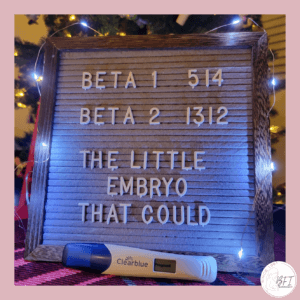 BETA 1 514
BETA 2 1312
THE LITTLE
EMBRYO
THAT COULD
Clearblue